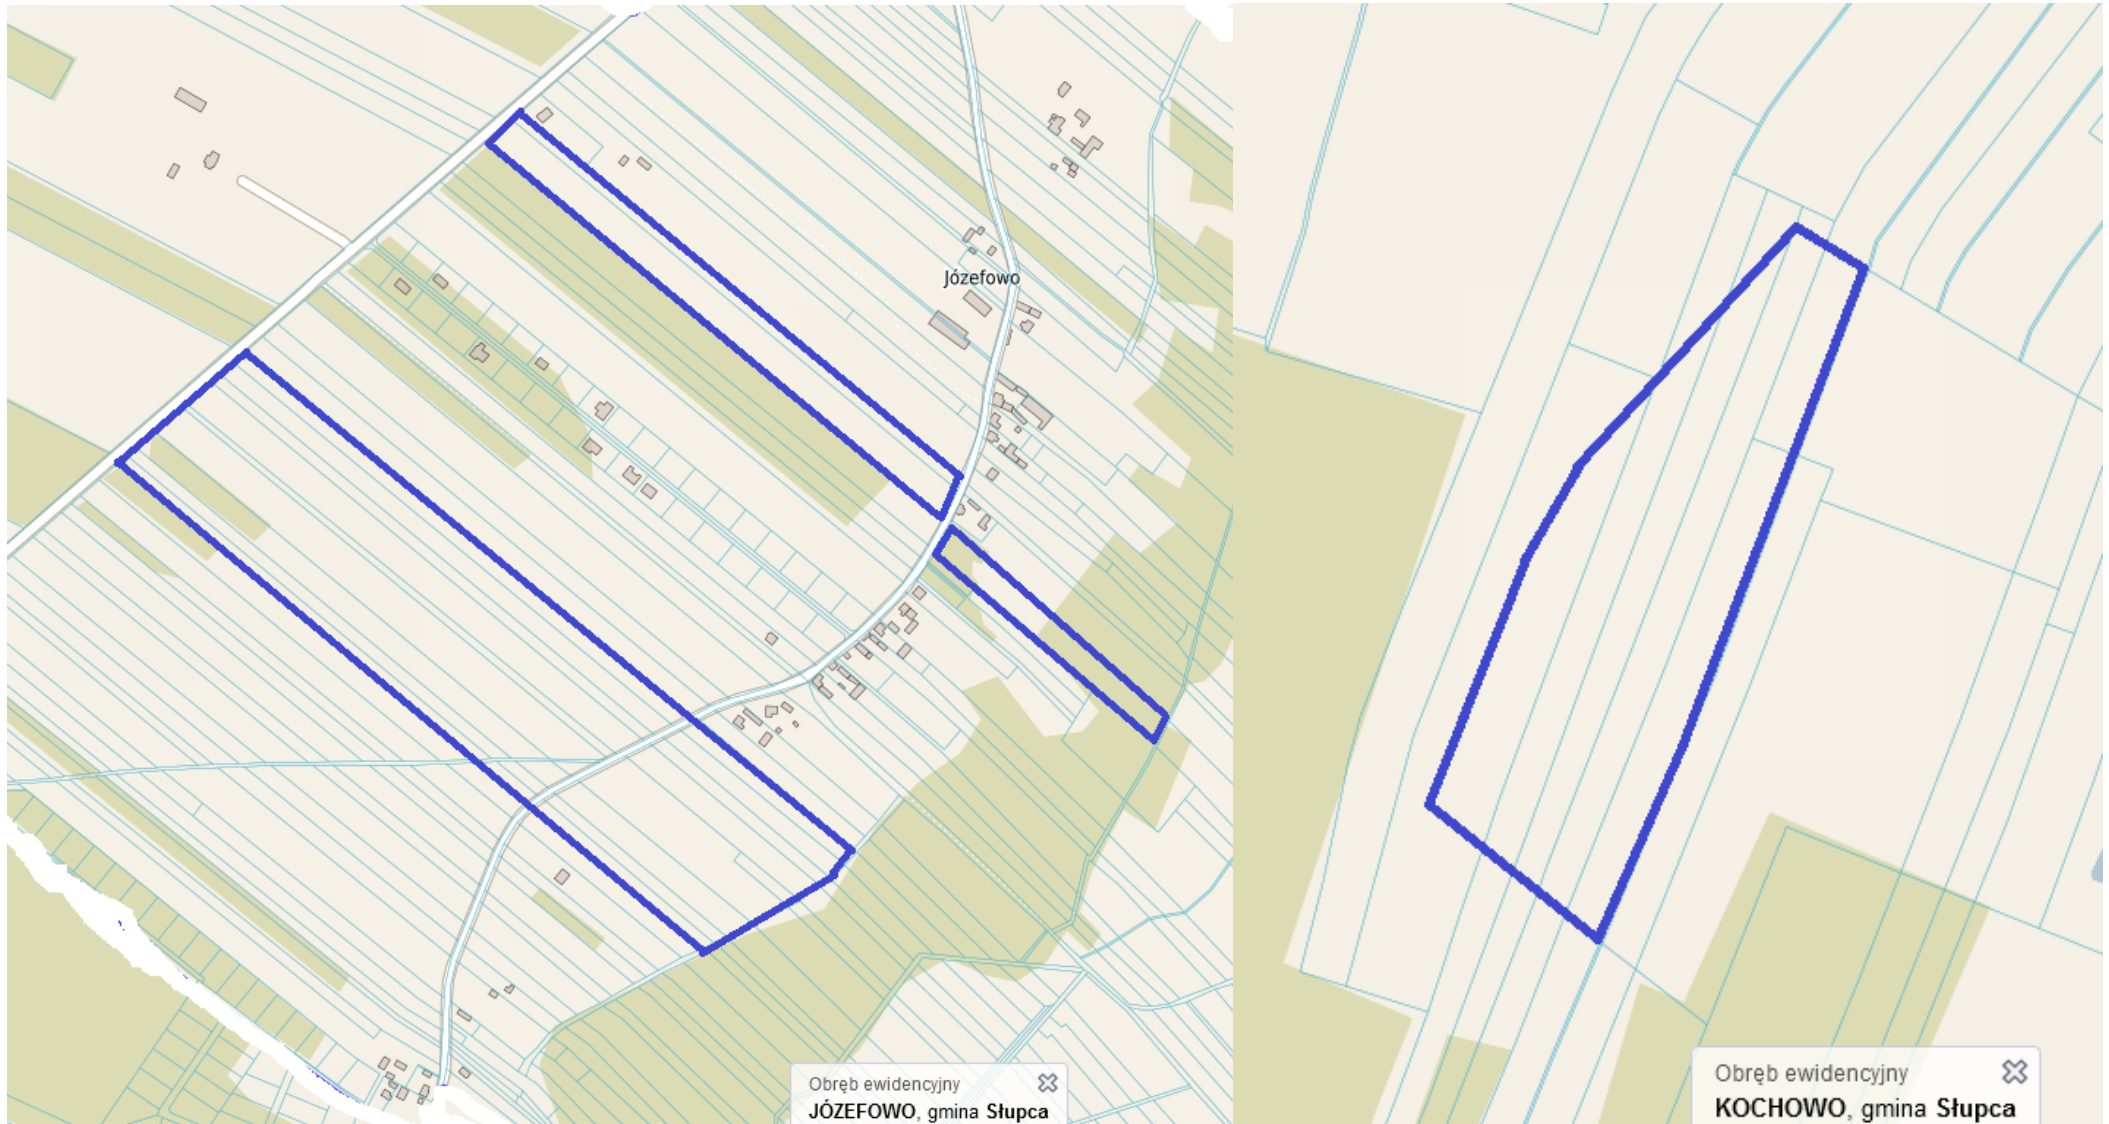 Józefowo
Obręb ewidencyjny
JÓZEFOWO, gmina Słupca
Obręb ewidencyjny
KOCHOWO, gmina Słupca